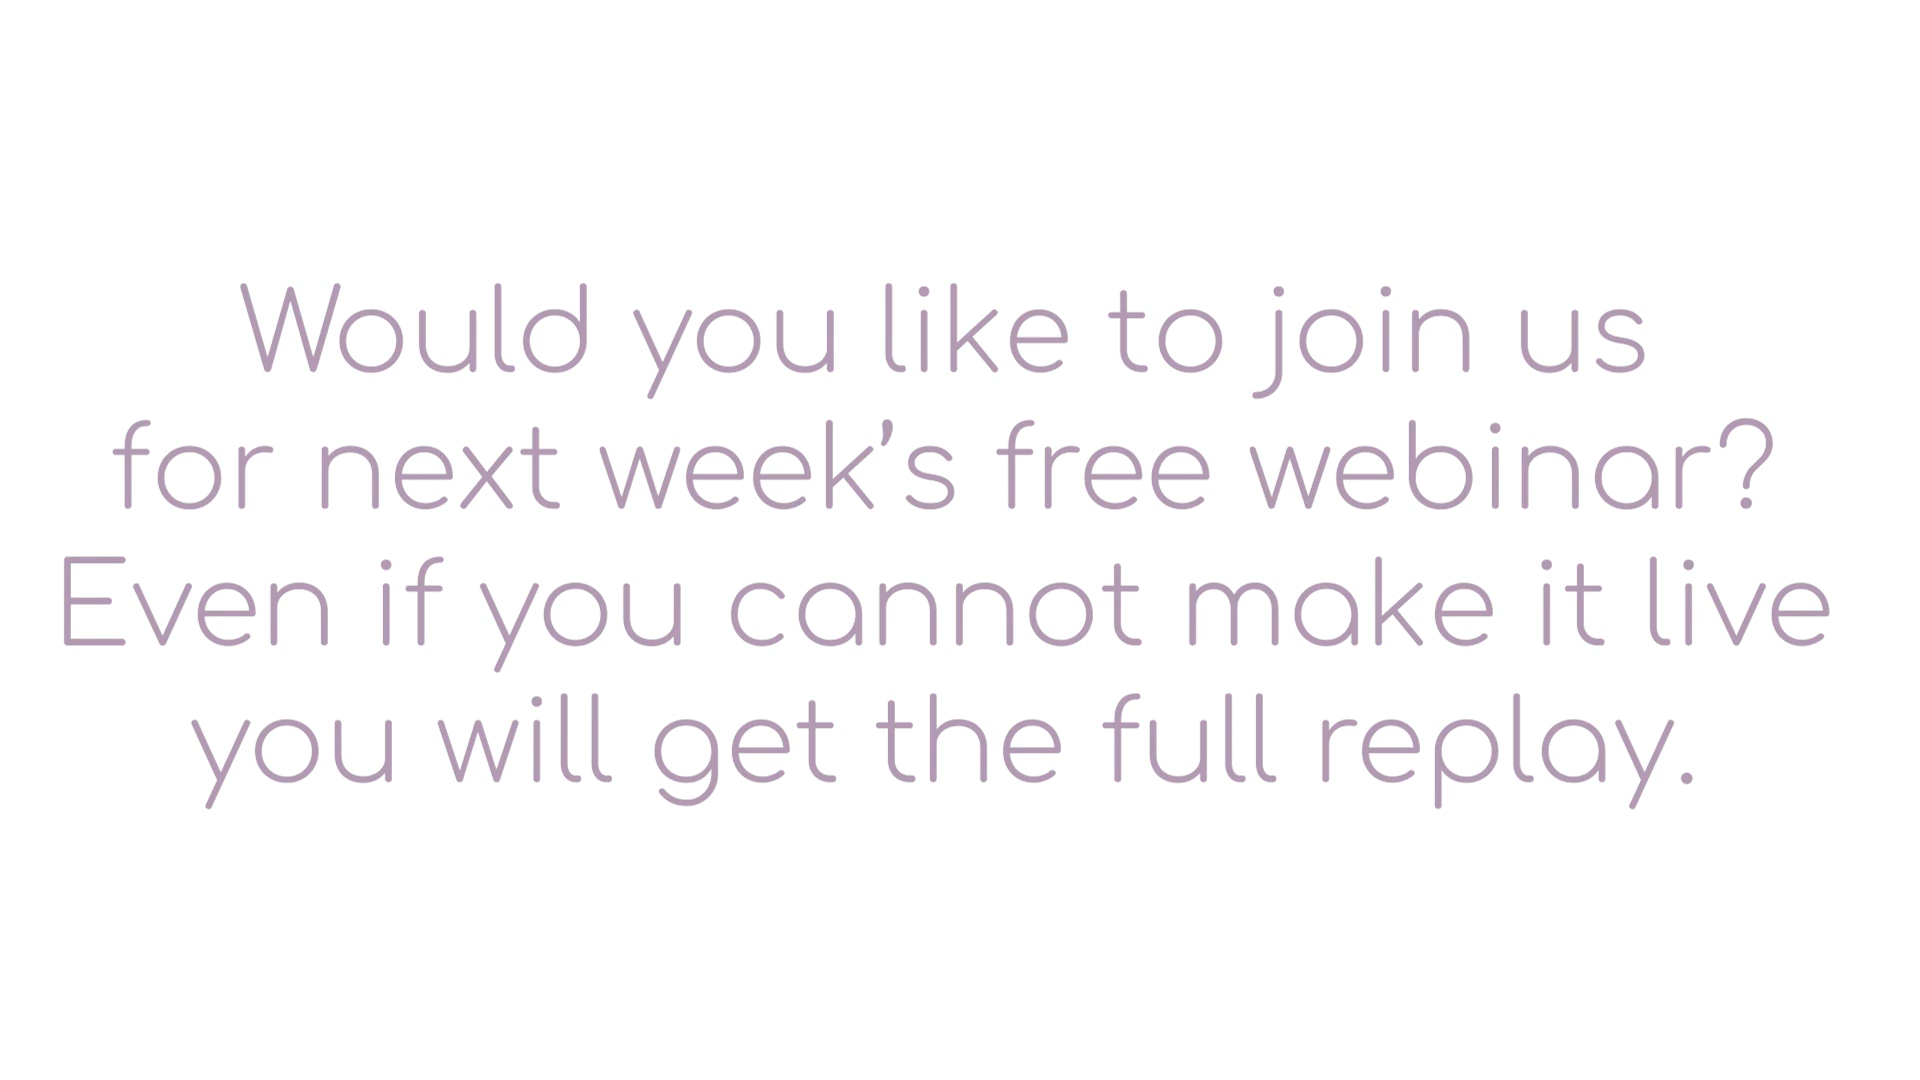 Would you like to join us
for next week’s free webinar?
Even if you cannot make it live
you will get the full replay.